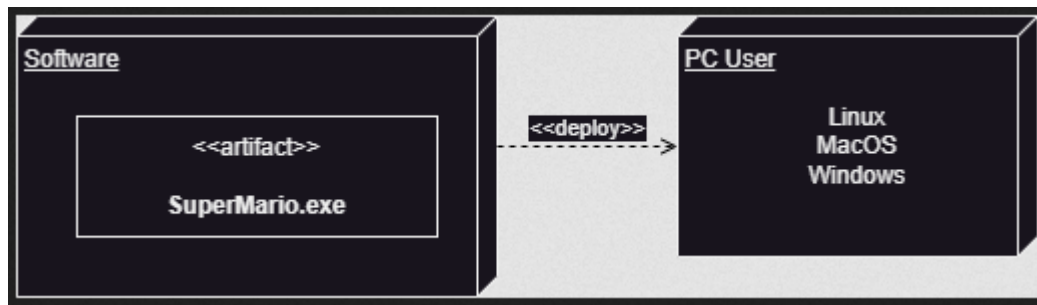 Software
<<artifact>>
SuperMario.exe
<<deploy>>
PC User
Linux
MacOS
Windows